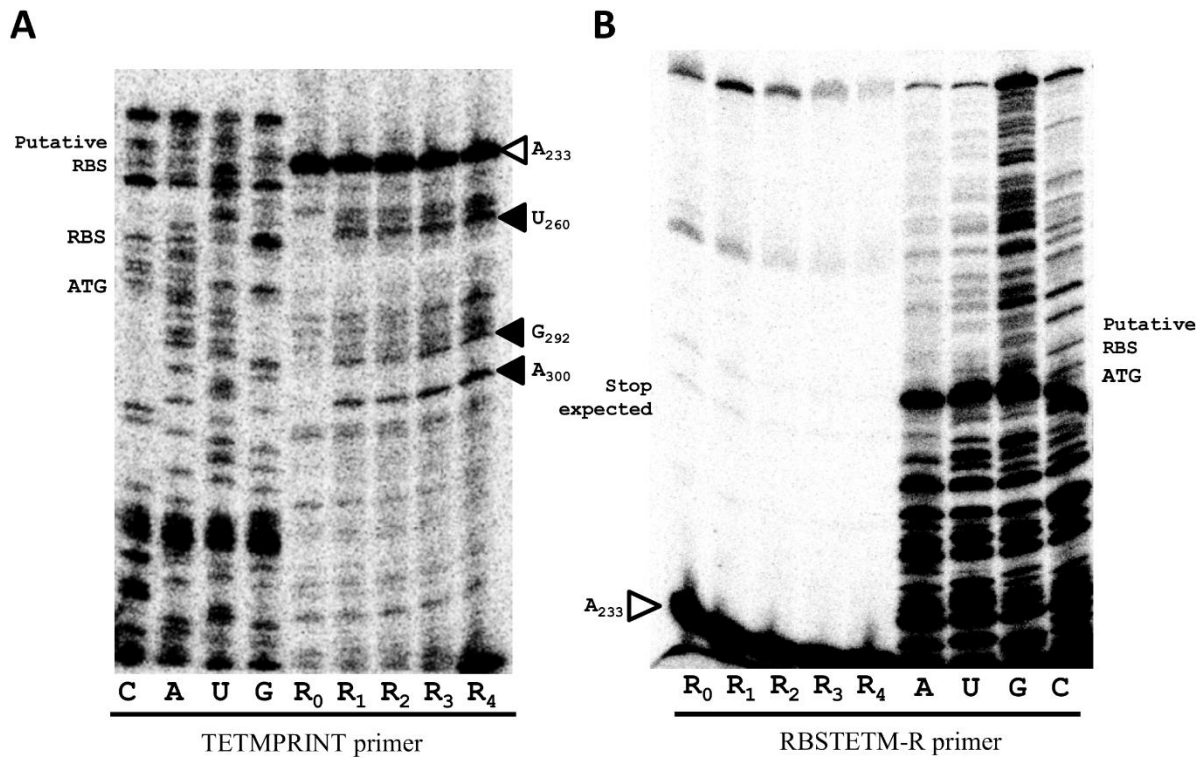 A
B
Putative
RBS
RBS
ATG
A233
U260
G292
A300
C A U G R0 R1 R2 R3 R4
TETMPRINT primer
Stop
expected
A233
Putative
RBS
ATG
R0 R1 R2 R3 R4 A U G C
RBSTETM-R primer